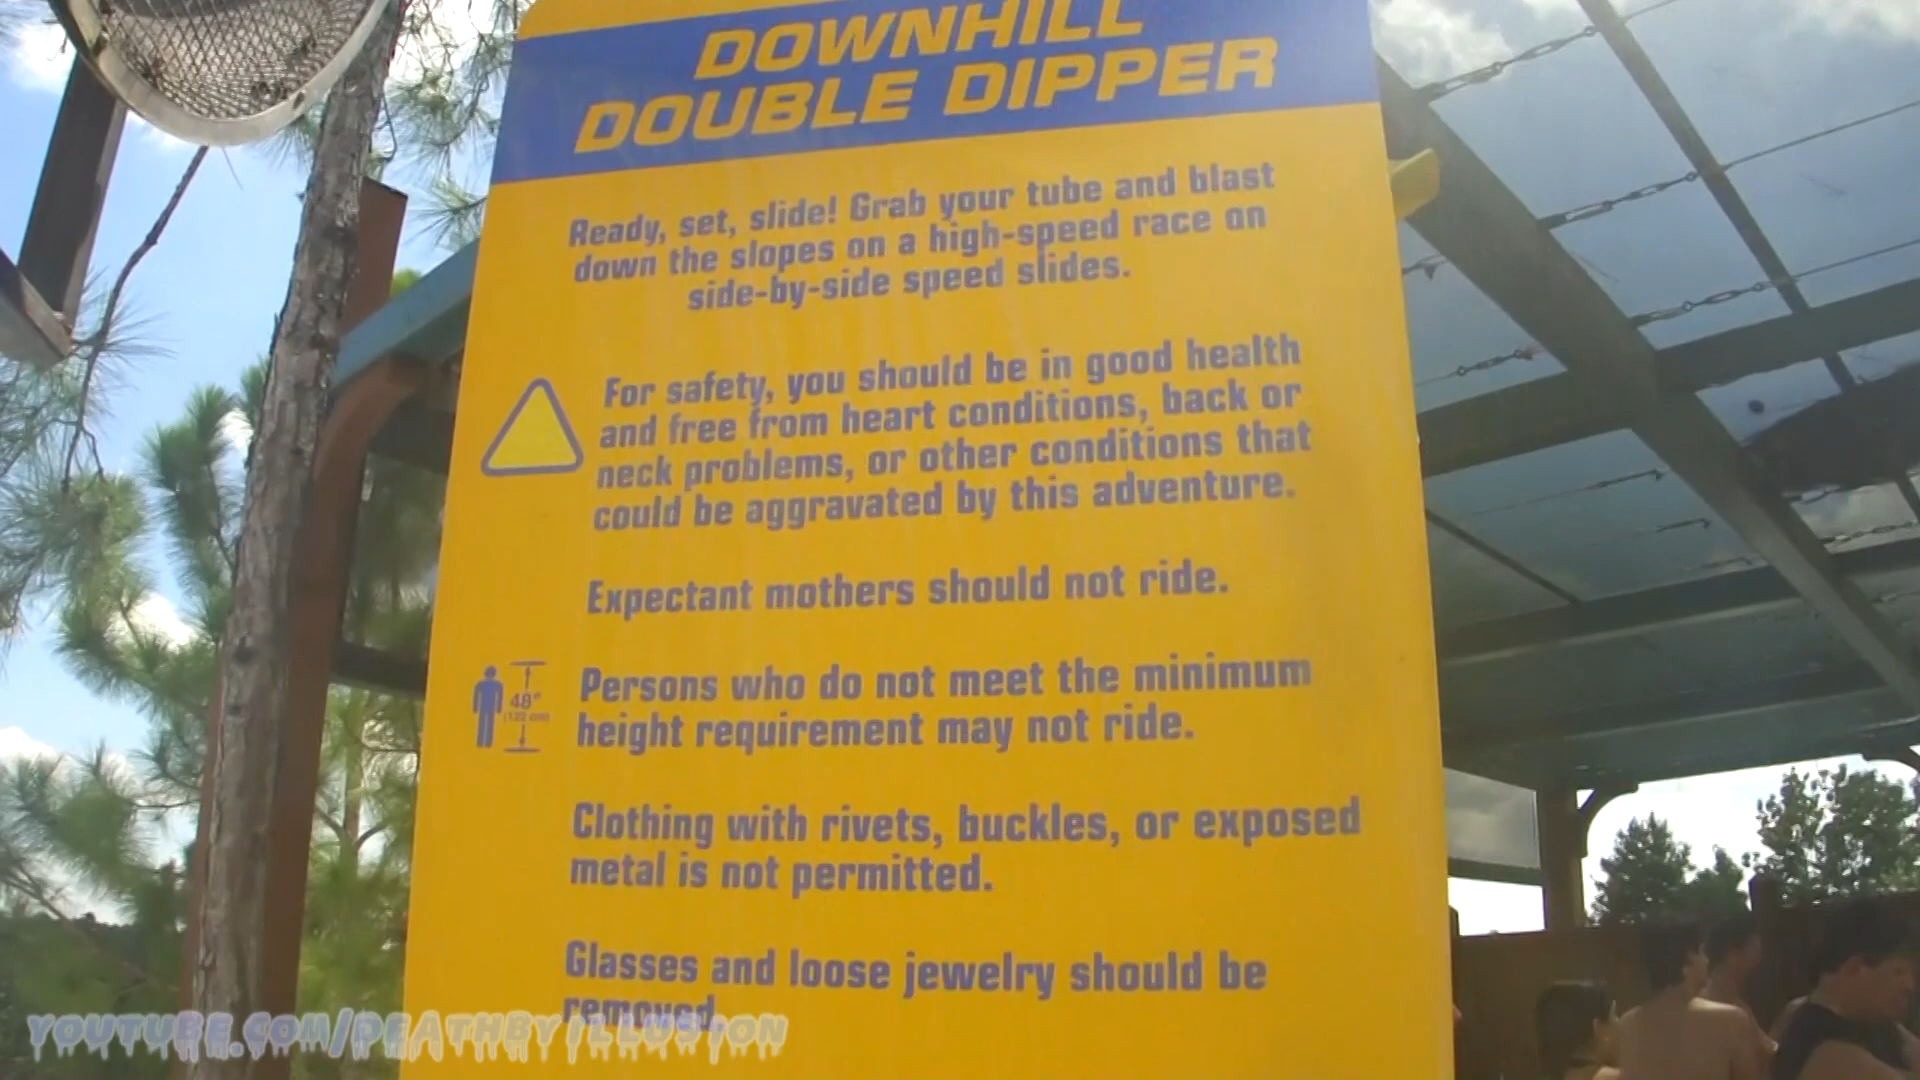 DOWNHILL
DOUBLE DIPPER
Ready, set, slide! Grab your tube and blast
down the slopes on a high-speed race on
side-by-side speed slides.
For safety, you should be in good health
and free from heart conditions, back or
neck problems, or other conditions that
could be aggravated by this adventure.
Expectant mothers should not ride.
48"
(122 cm)
Persons who do not meet the minimum
height requirement may not ride.
Clothing with rivets, buckles, or exposed
metal is not permitted.
Glasses and loose jewelry should be
removed.
YOUTUBE.COM/DEATHBYILLUSION